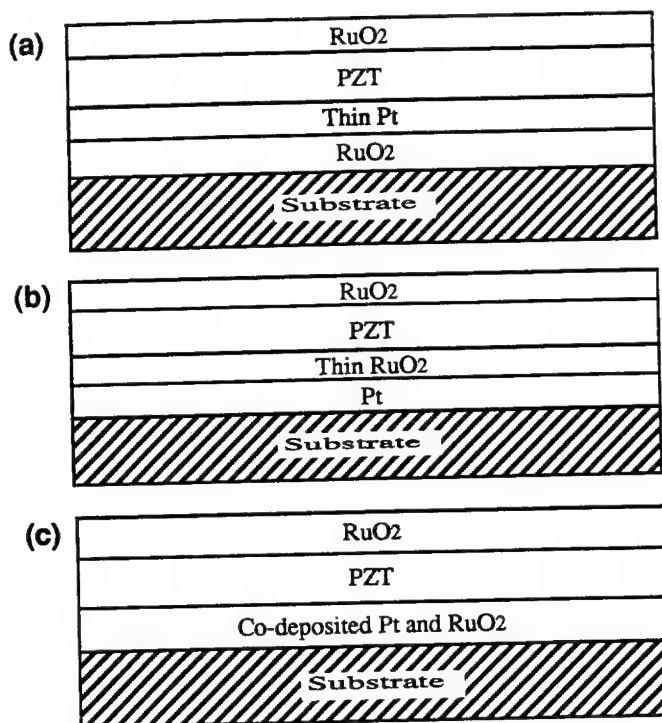 (a)
RuO2
PZT
Thin Pt
RuO2
Substrate
(b)
RuO2
PZT
Thin RuO2
Pt
Substrate
(c)
RuO2
PZT
Co-deposited Pt and RuO2
Substrate